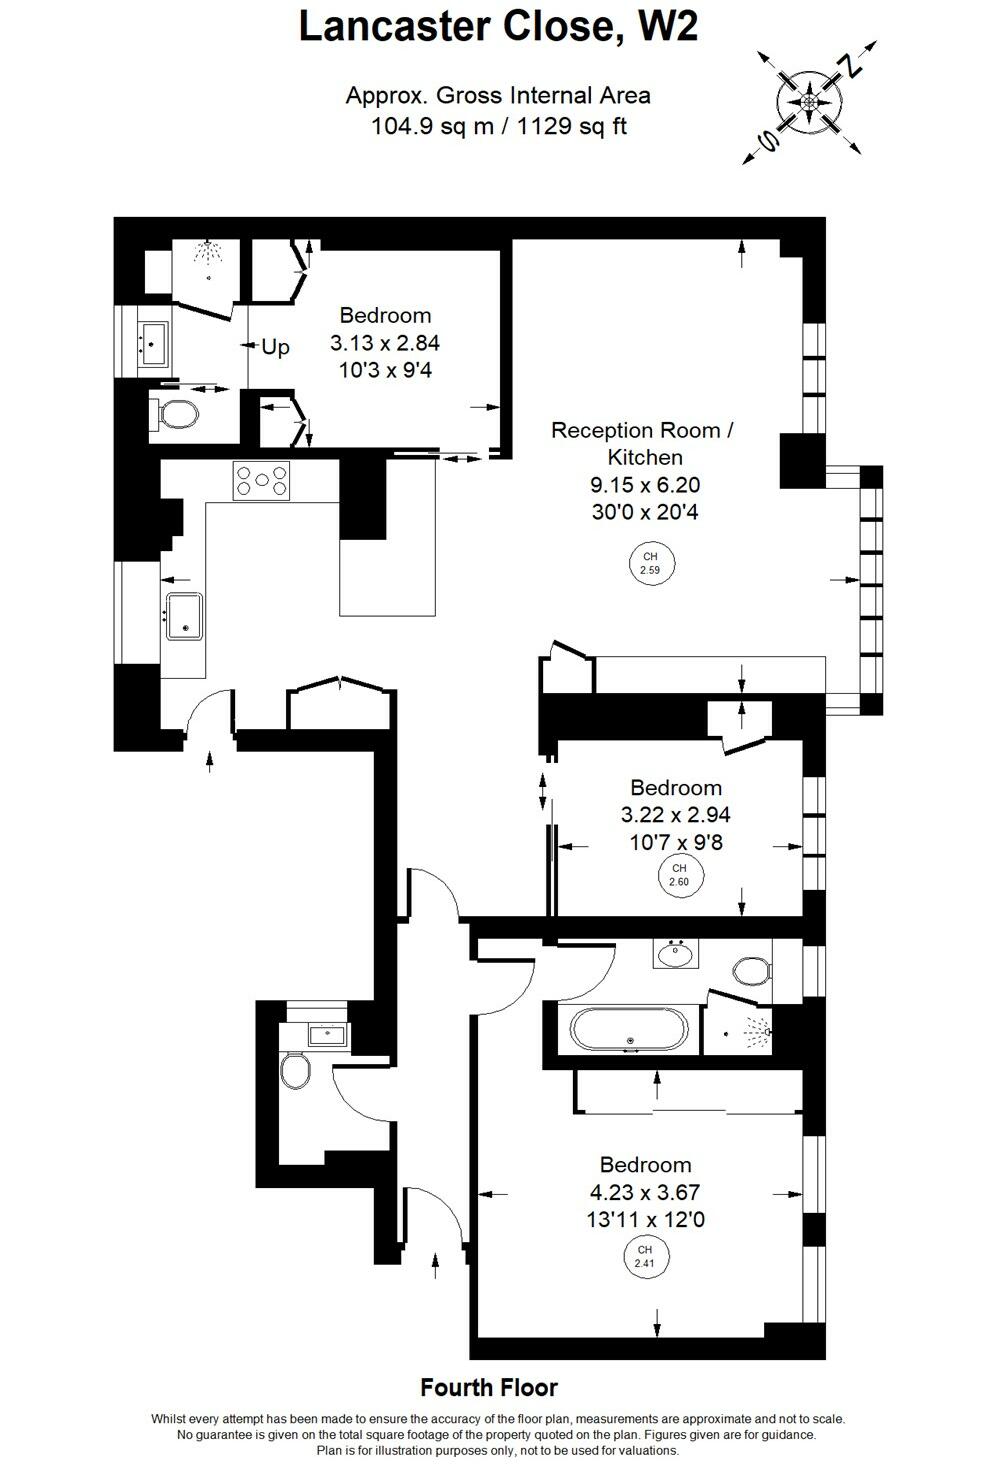 Lancaster Close, W2
Approx. Gross Internal Area
104.9 sq m / 1129 sq ft
N
S
Up
Bedroom
3.13 x 2.84
10'3 x 9'4
Reception Room /
Kitchen
9.15 x 6.20
30'0 x 20'4
CH
2.59
Bedroom
3.22 x 2.94
10'7 x 9'8
CH
2.60
Bedroom
4.23 x 3.67
13'11 x 12'0
CH
2.41
Fourth Floor
Whilst every attempt has been made to ensure the accuracy of the floor plan, measurements are approximate and not to scale.
No guarantee is given on the total square footage of the property quoted on the plan. Figures given are for guidance.
Plan is for illustration purposes only, not to be used for valuations.